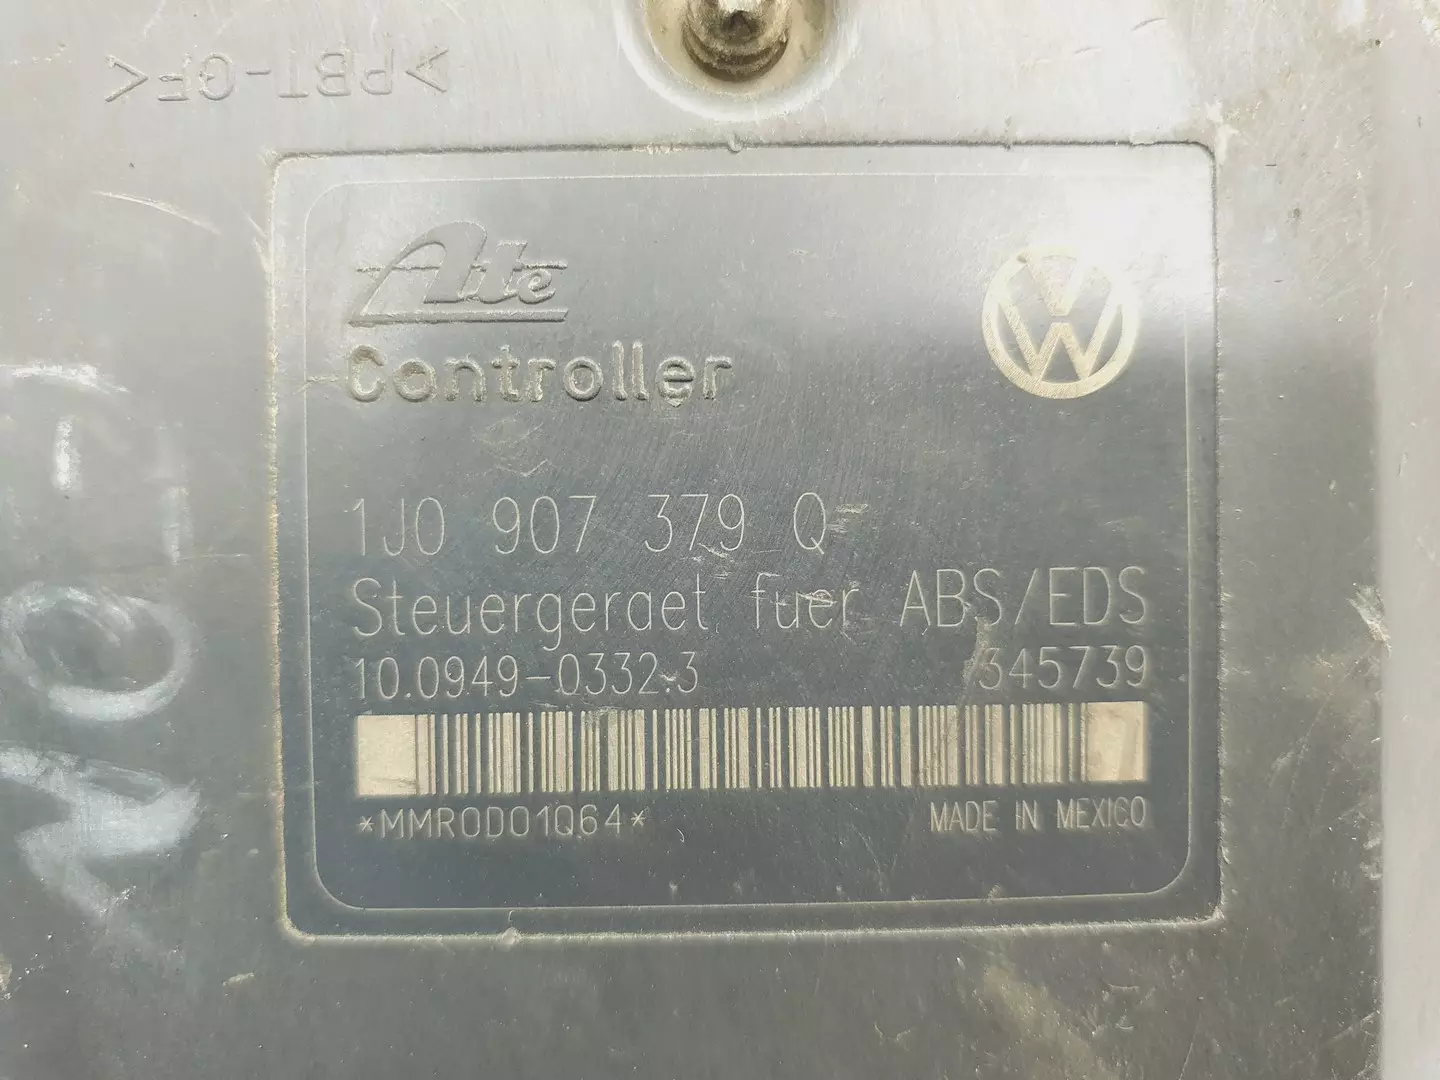 >PBT-GF<
Ate
Controller
1J0 907 379 Q
Steuergeraet fuer ABS/EDS
10.0949-0332.3 345739
*MMR0D01Q64* MADE IN MEXICO